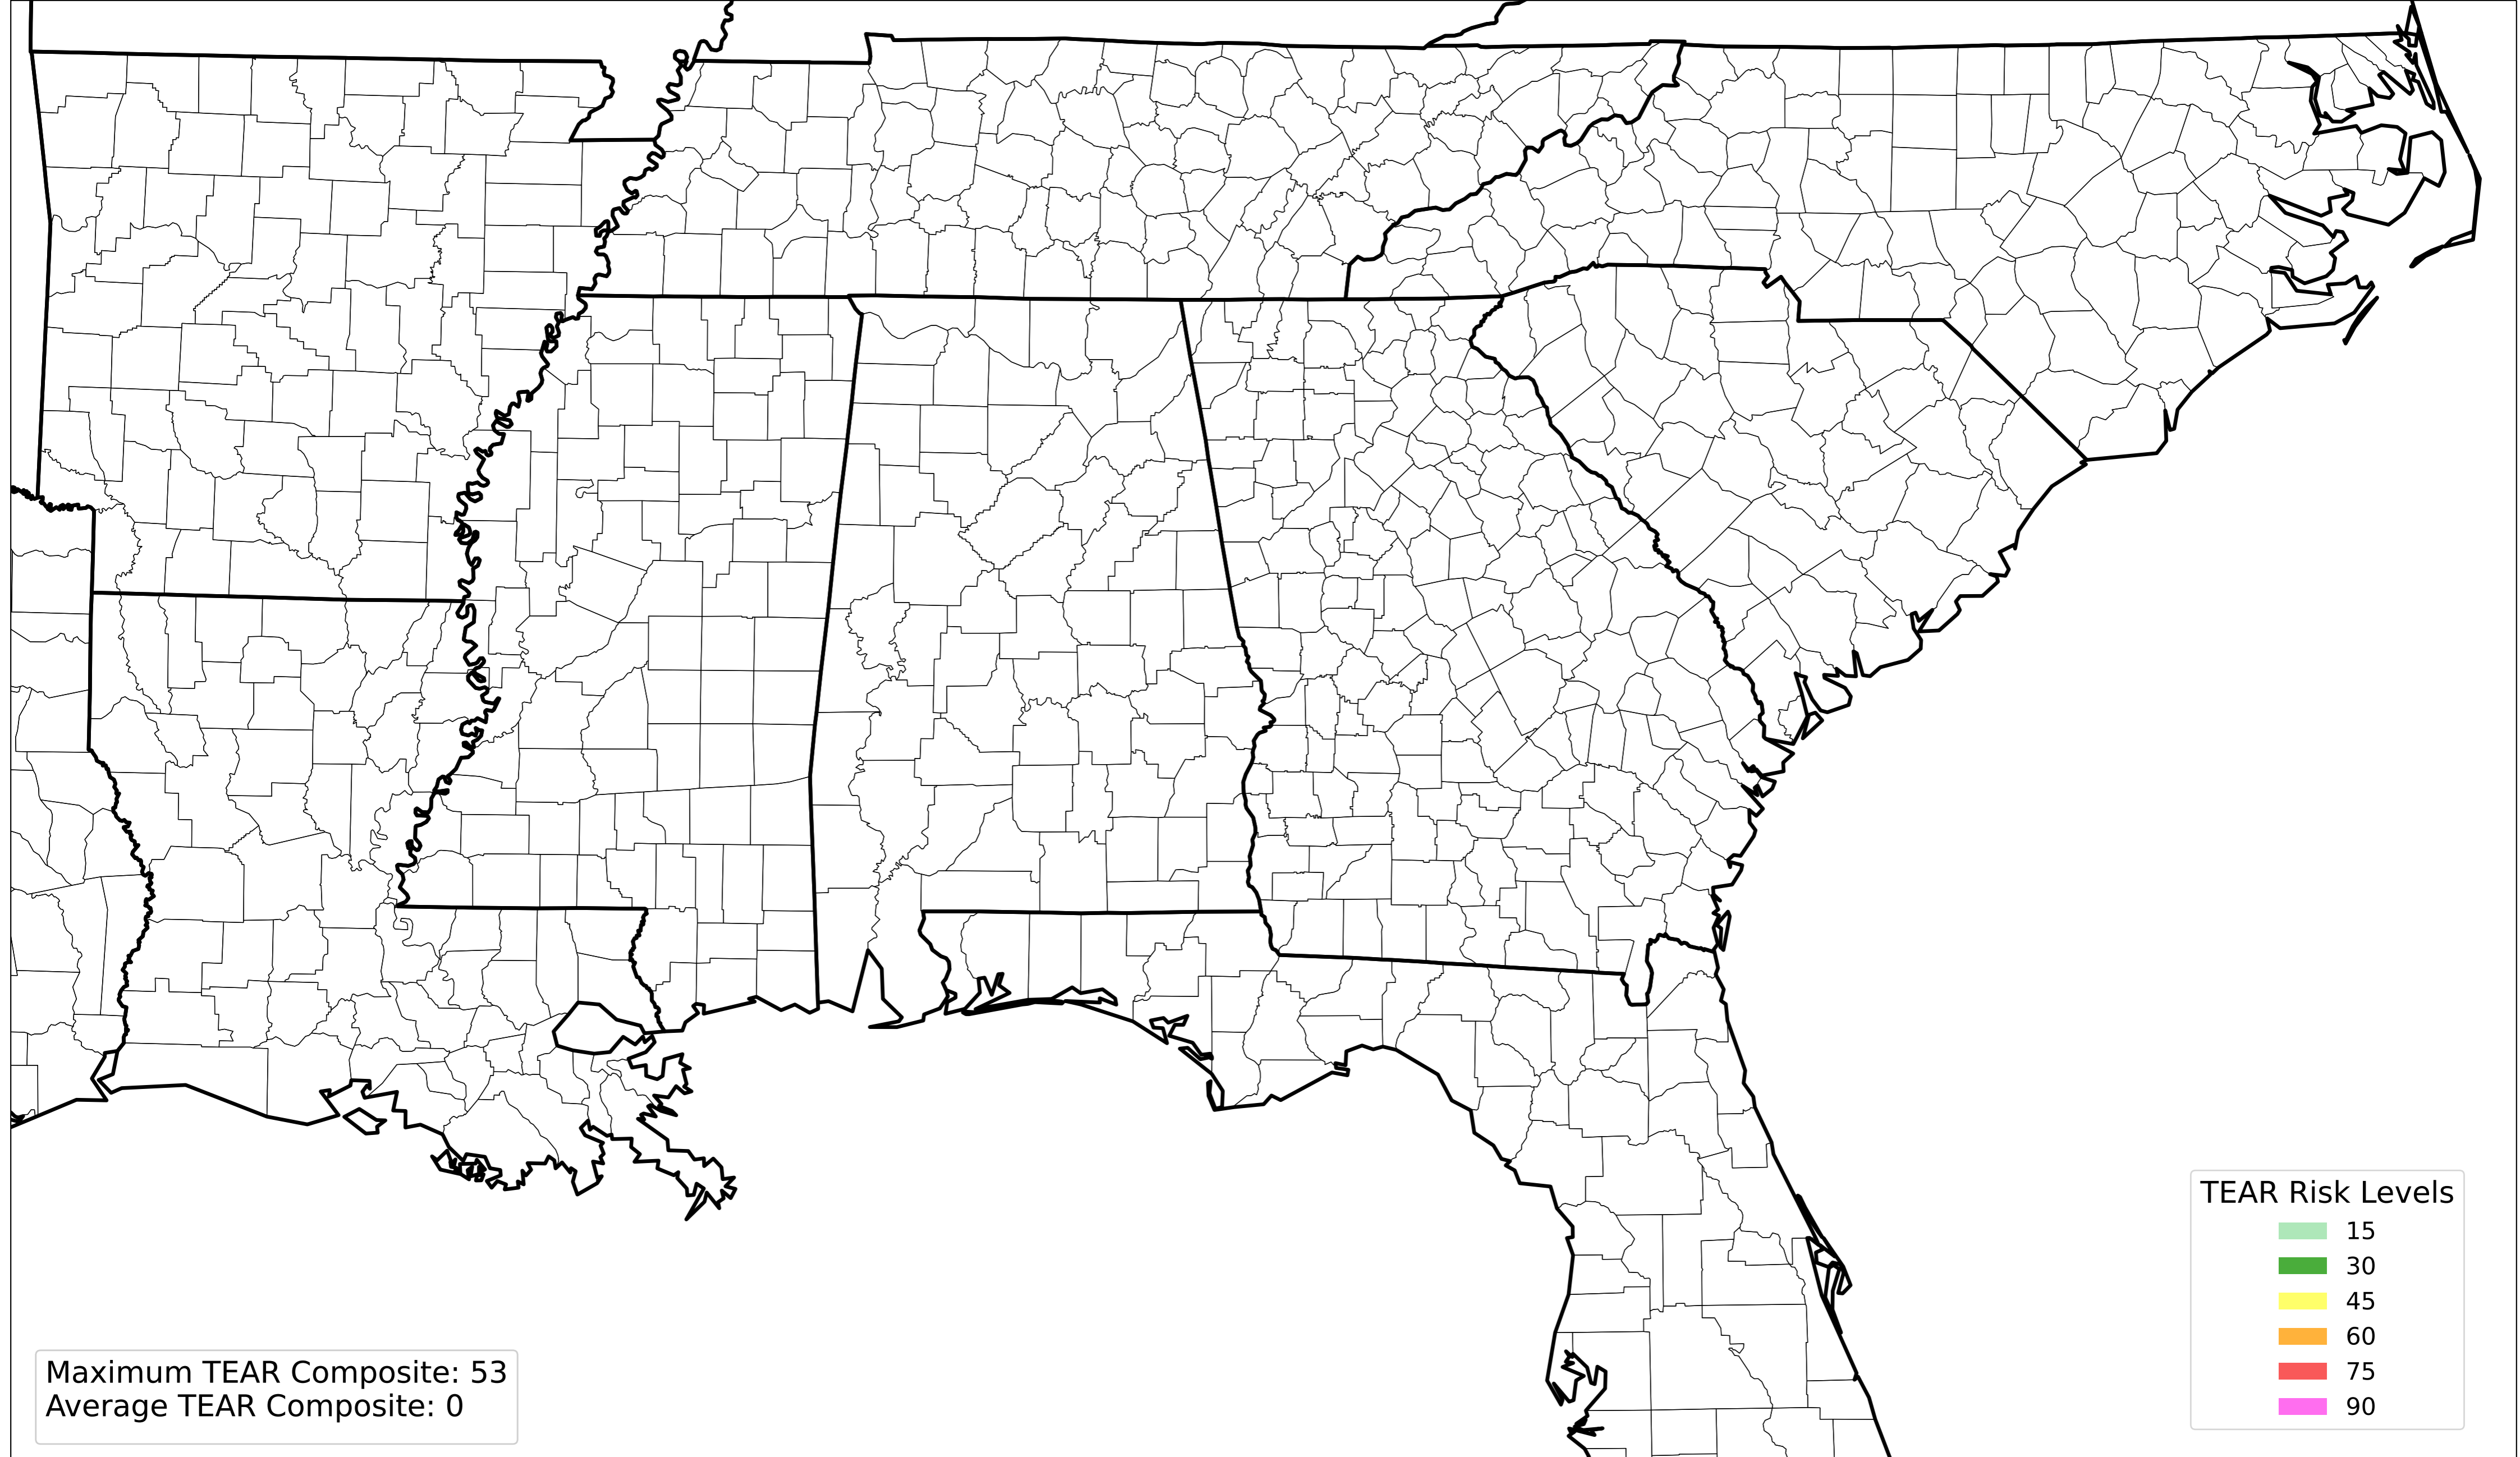 TEAR Risk Levels
15
30
45
60
75
90
Maximum TEAR Composite: 53
Average TEAR Composite: 0